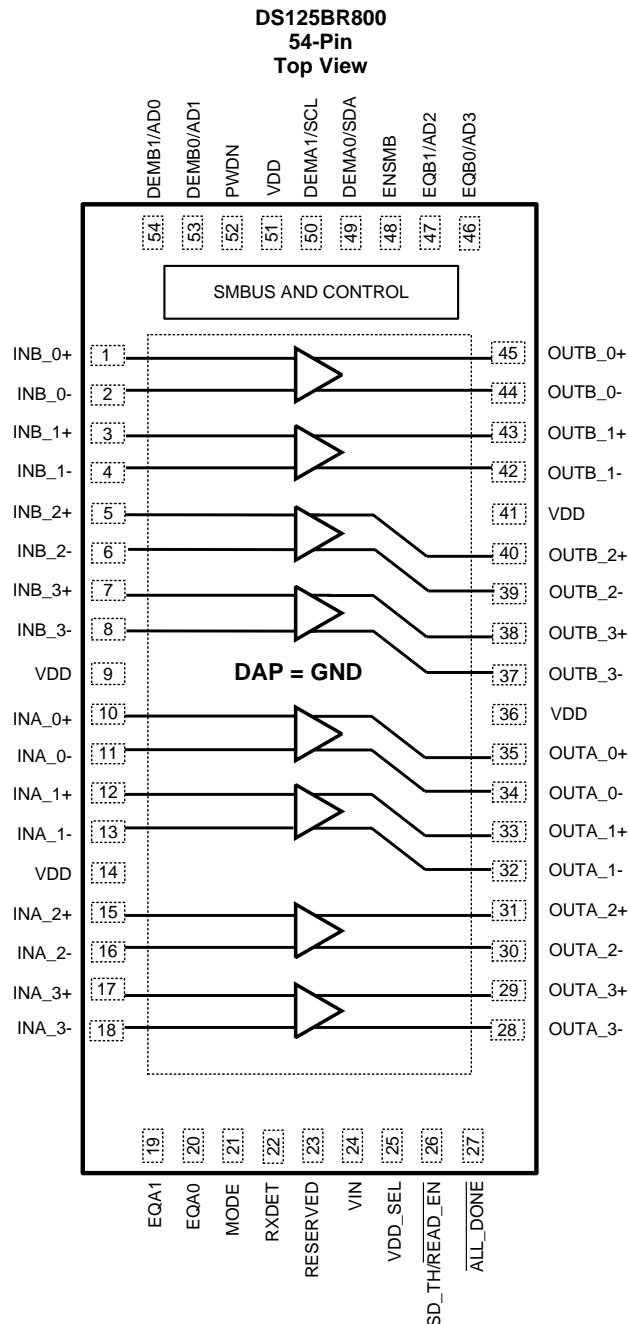 DS125BR800
54-Pin
Top View
DEMB1/AD0
DEMB0/AD1
PWDN
VDD
DEMA1/SCL
DEMA0/SDA
ENSMB
EQB1/AD2
EQB0/AD3
54
53
52
51
50
49
48
47
46
SMBUS AND CONTROL
INB_0+ 1 45 OUTB_0+
INB_0- 2 44 OUTB_0-
INB_1+ 3 43 OUTB_1+
INB_1- 4 42 OUTB_1-
INB_2+ 5 41 VDD
INB_2- 6 40 OUTB_2+
39 OUTB_2-
INB_3+ 7 38 OUTB_3+
INB_3- 8 37 OUTB_3-
VDD 9 DAP = GND
INA_0+ 10 36 VDD
INA_0- 11 35 OUTA_0+
INA_1+ 12 34 OUTA_0-
INA_1- 13 33 OUTA_1+
VDD 14 32 OUTA_1-
INA_2+ 15 31 OUTA_2+
INA_2- 16 30 OUTA_2-
INA_3+ 17 29 OUTA_3+
INA_3- 18 28 OUTA_3-
19
20
21
22
23
24
25
26
27
EQA1
EQA0
MODE
RXDET
RESERVED
VIN
VDD_SEL
SD_TH/READ_EN
ALL_DONE